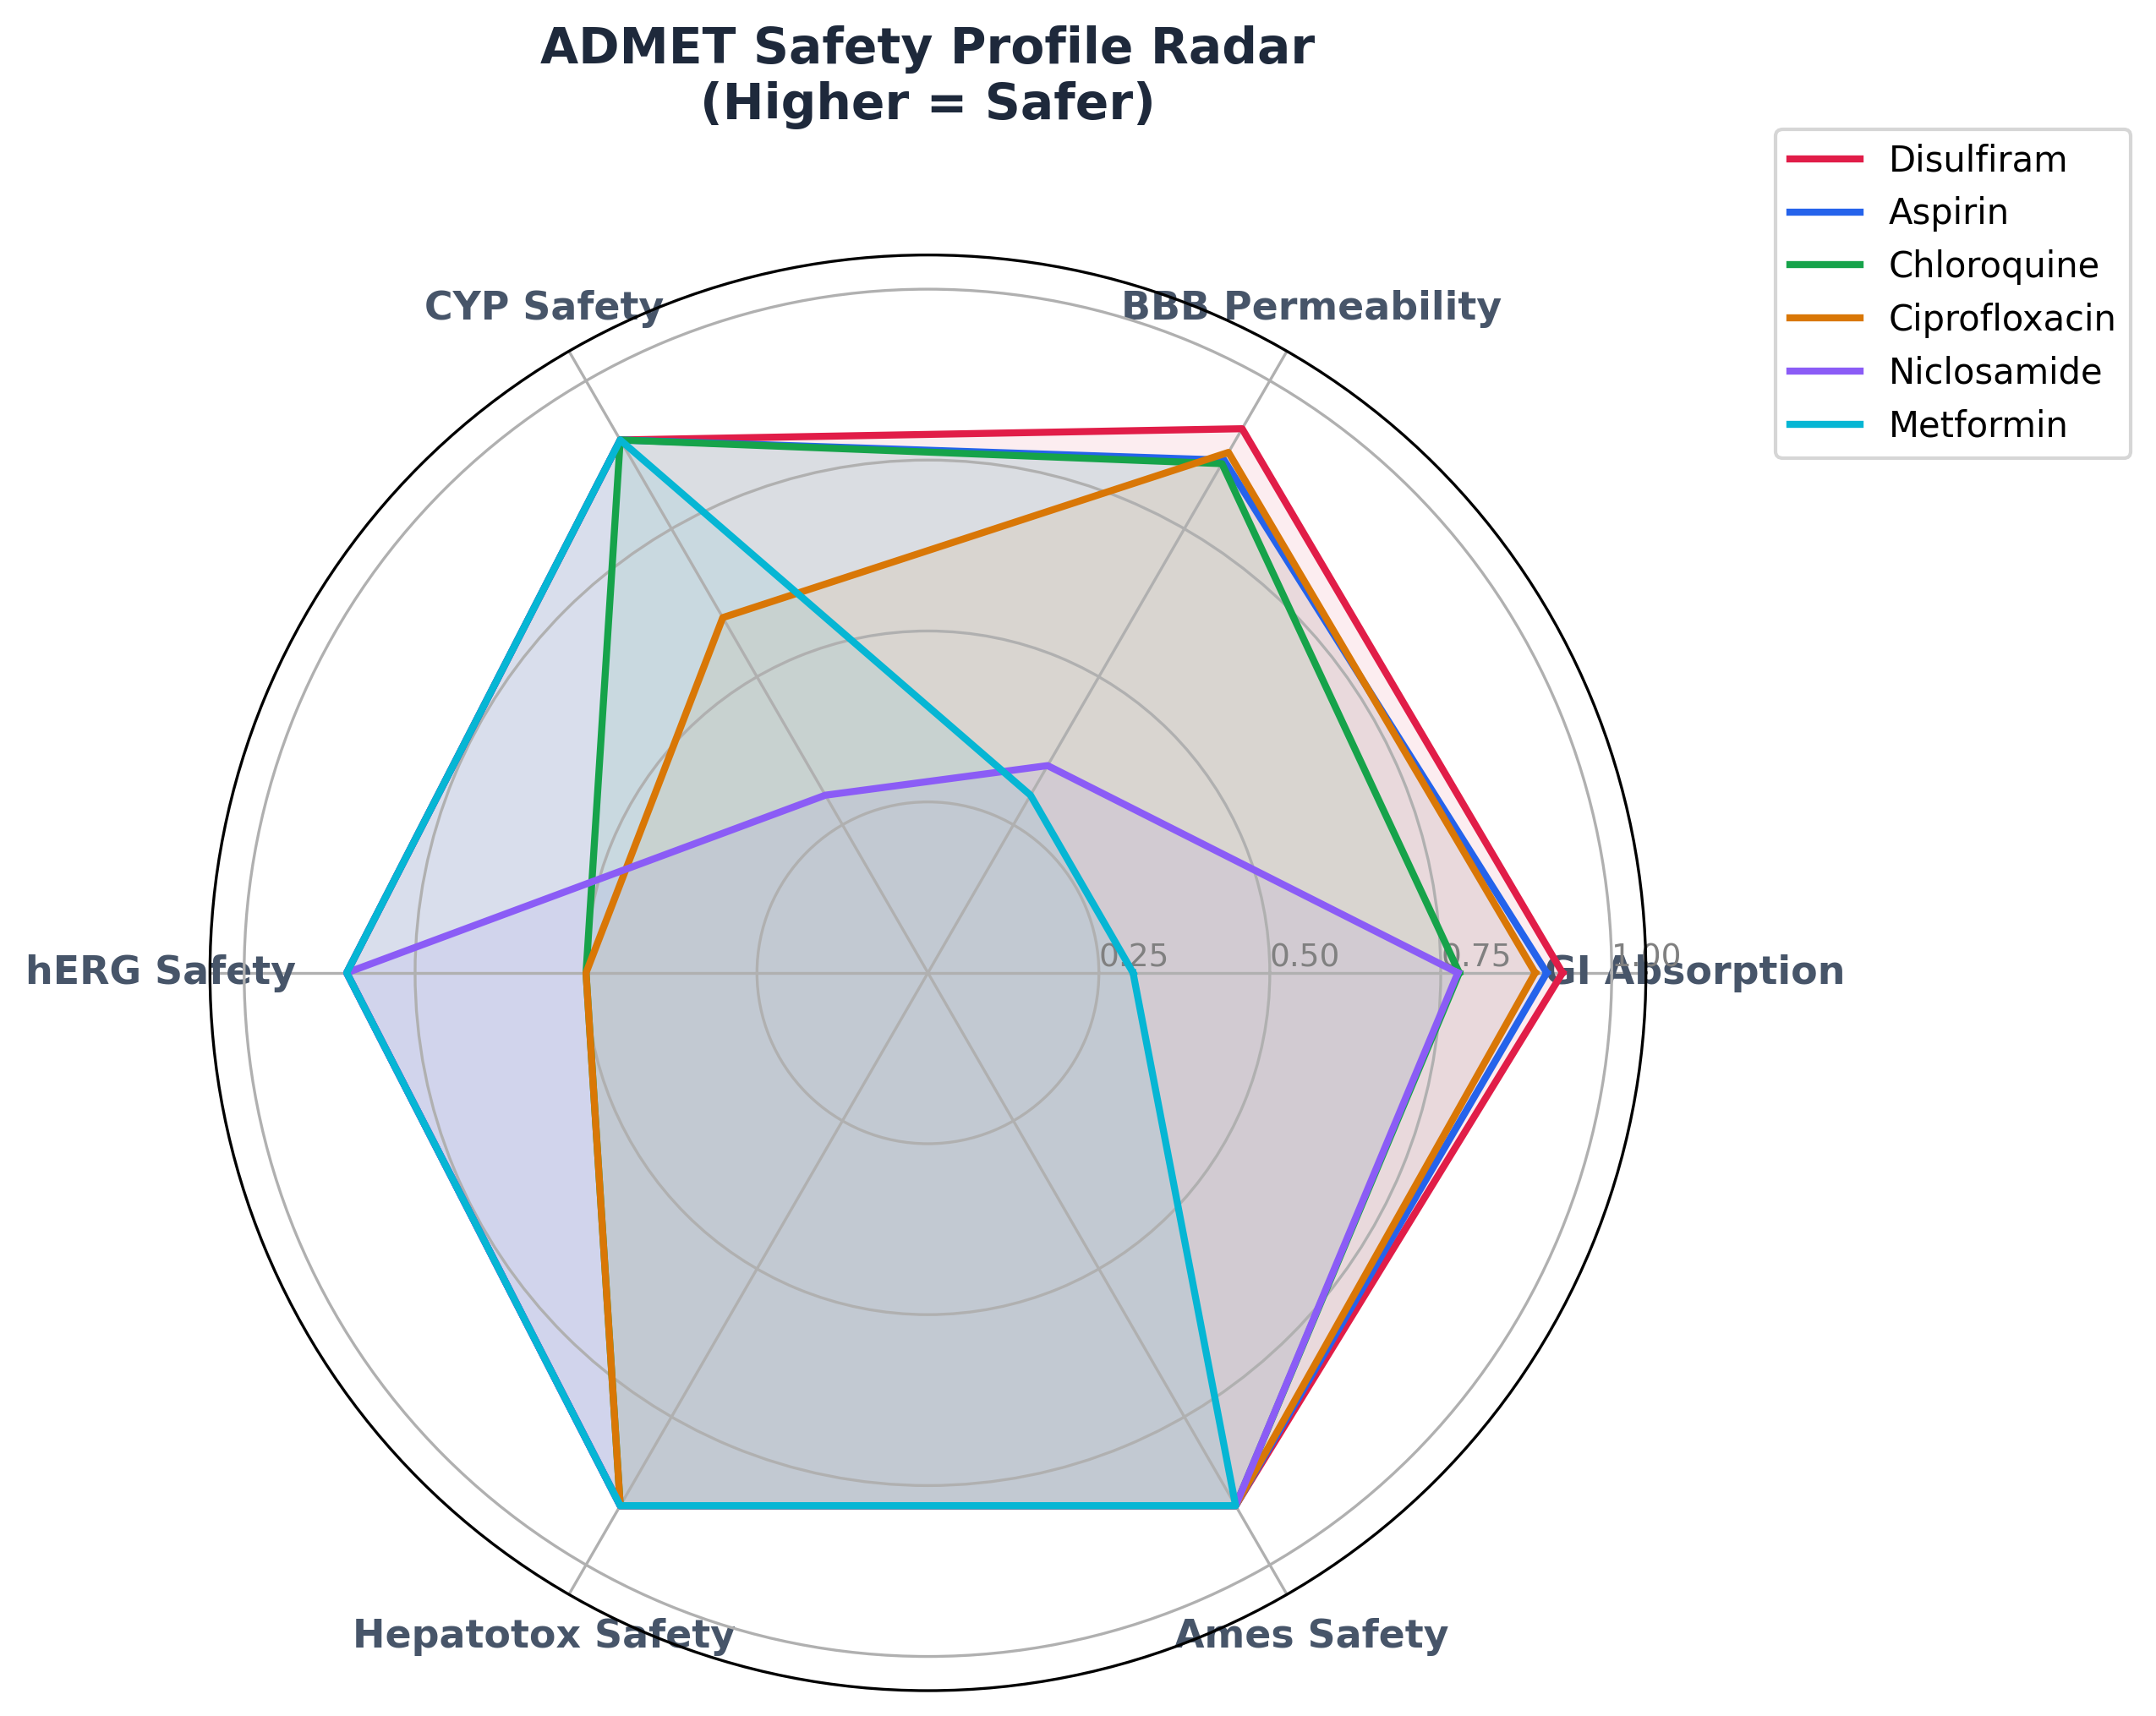 ADMET Safety Profile Radar
(Higher = Safer)
Disulfiram
Aspirin
Chloroquine
Ciprofloxacin
Niclosamide
Metformin
CYP Safety
BBB Permeability
hERG Safety
0.25
0.50
0.75
1.00
GI Absorption
Hepatotox Safety
Ames Safety